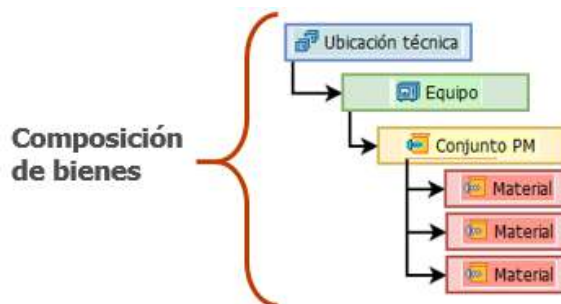 Ubicación técnica
Equipo
Conjunto PM
Composición
de bienes
Material
Material
Material